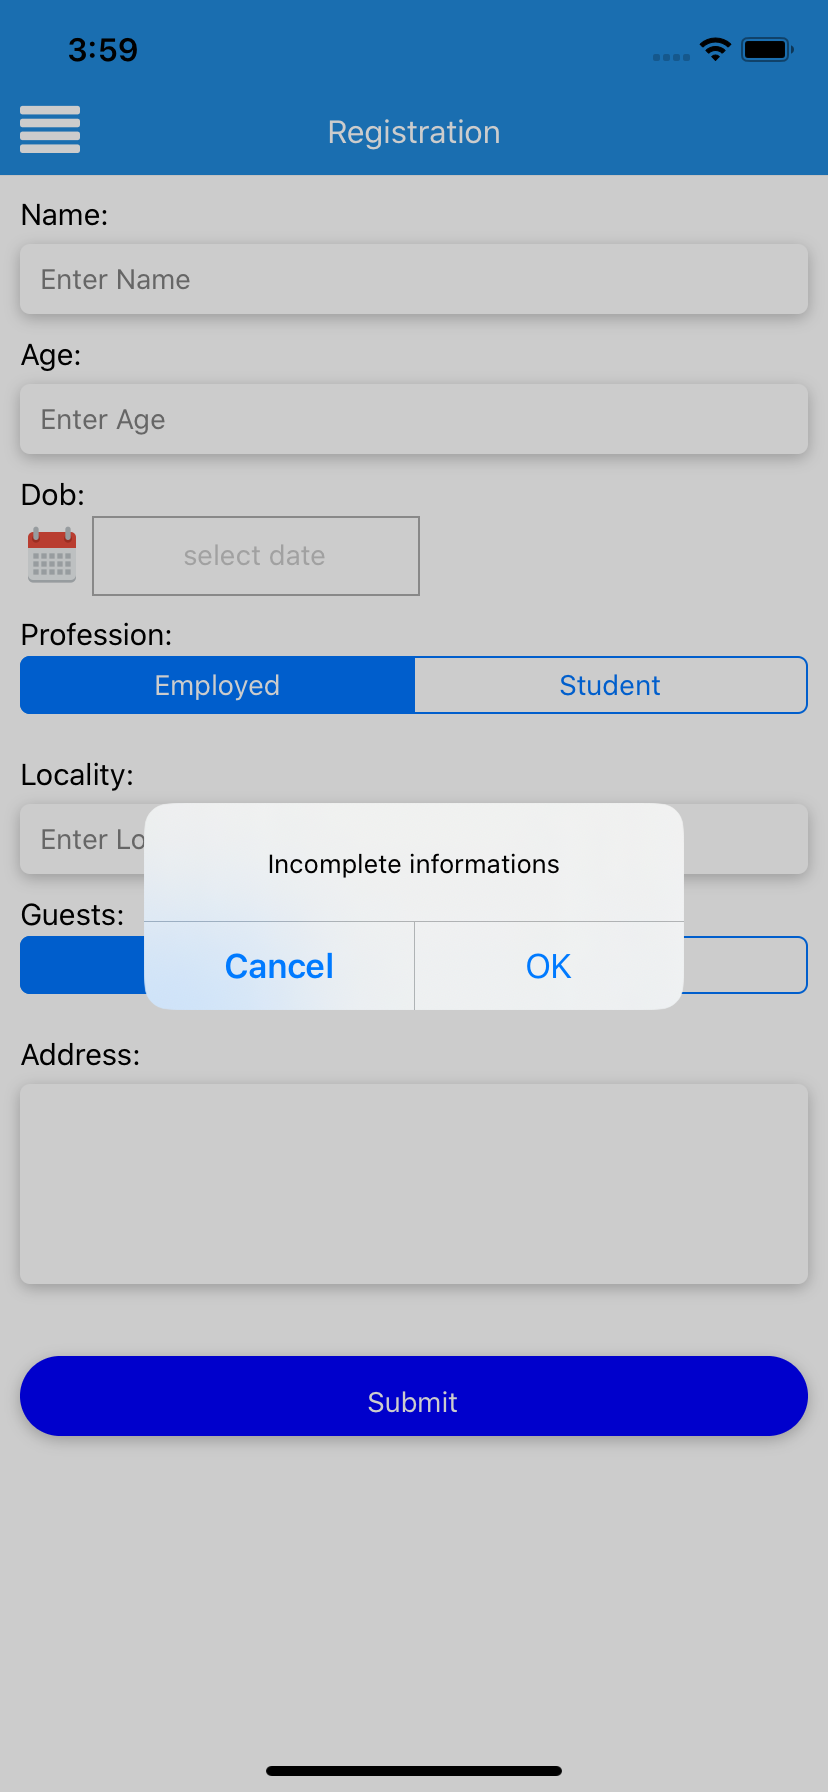 3:59
Registration
Name:
Enter Name
Age:
Enter Age
Dob:
select date
Profession:
Employed Student
Locality:
Enter Lo
Incomplete informations
Guests:
Cancel OK
Address:
Submit